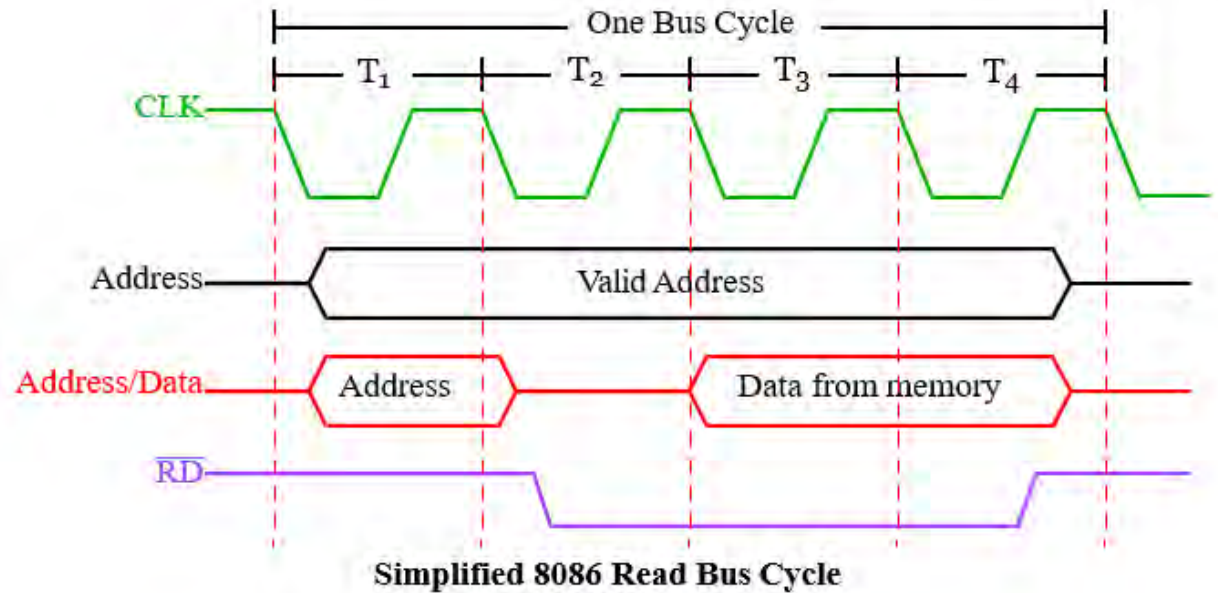 One Bus Cycle
T₁ T₂ T₃ T₄
CLK
Address Valid Address
Address/Data Address Data from memory
R̅D̅
Simplified 8086 Read Bus Cycle